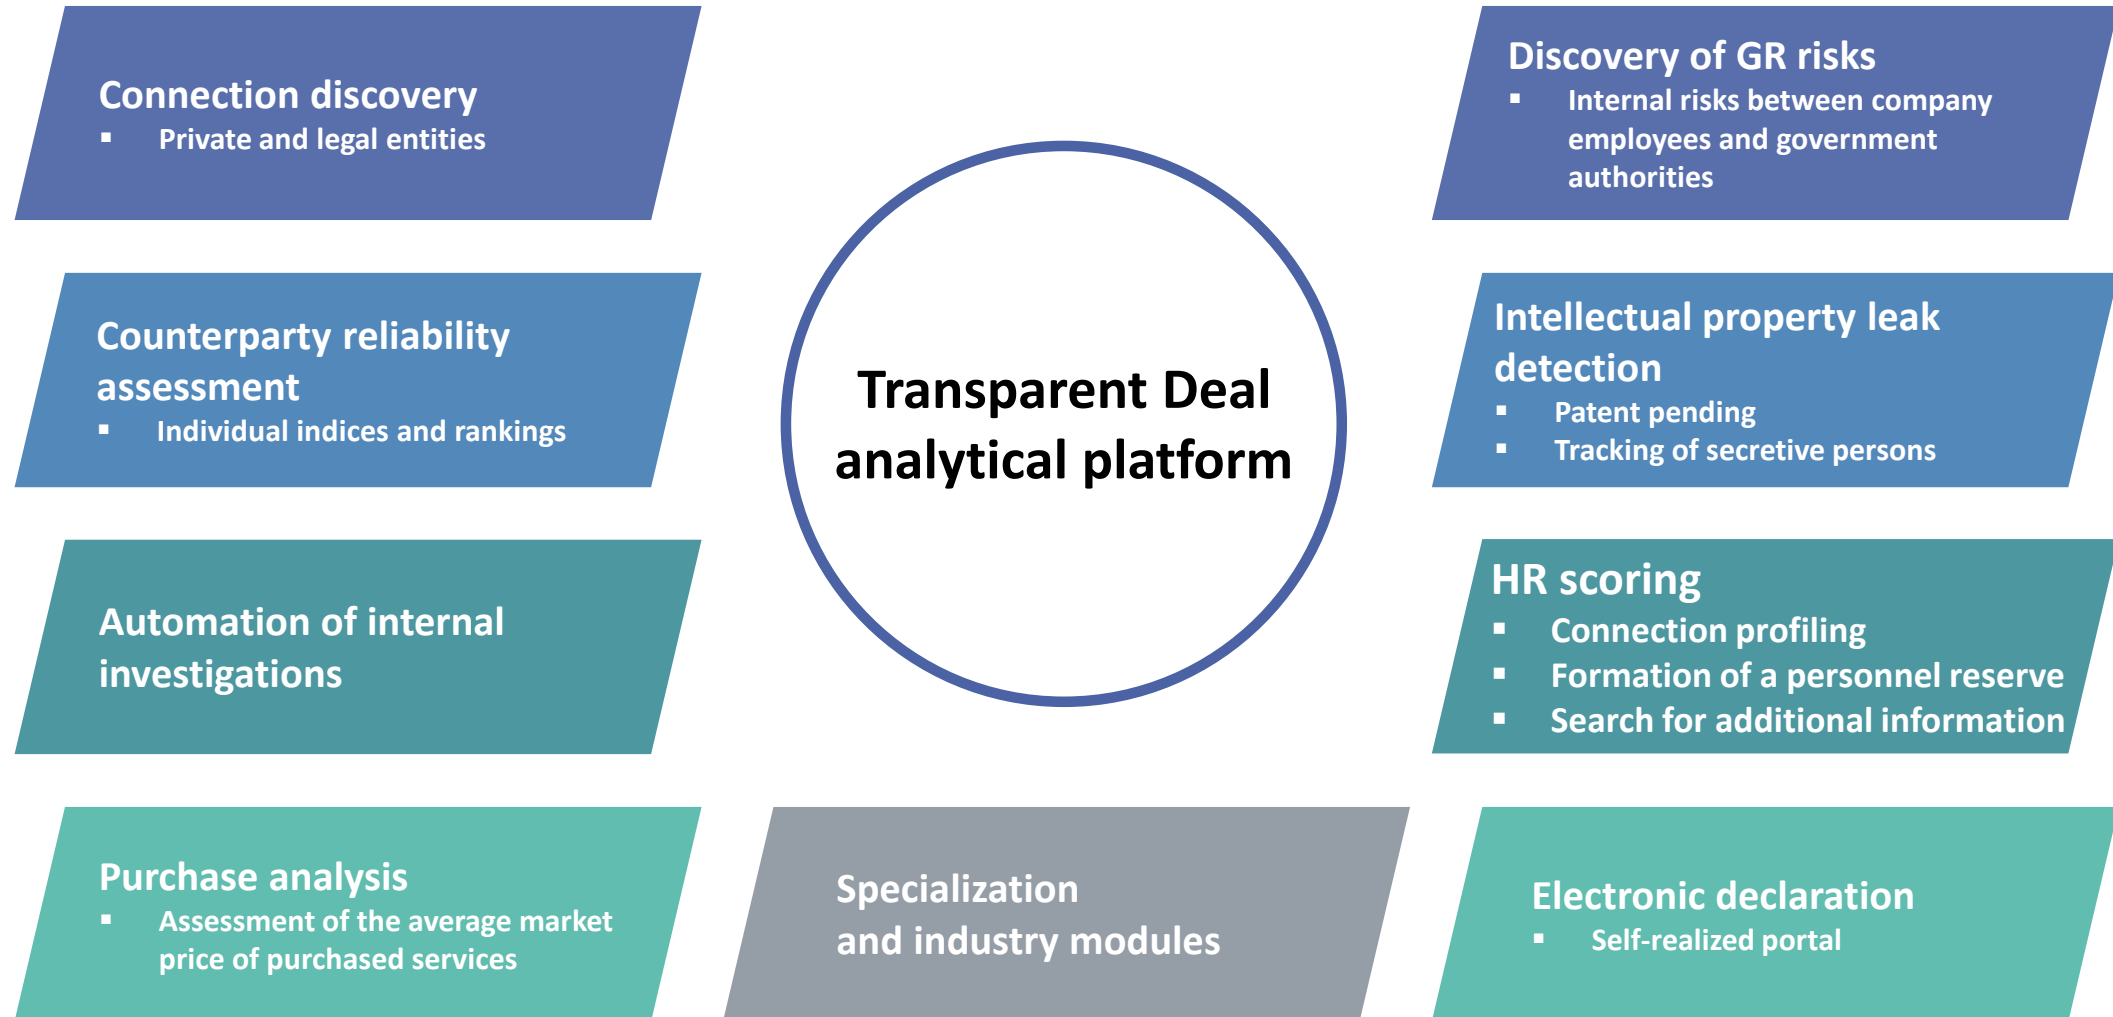 Connection discovery
▪ Private and legal entities
Counterparty reliability
assessment
▪ Individual indices and rankings
Automation of internal
investigations
Purchase analysis
▪ Assessment of the average market
price of purchased services
Transparent Deal
analytical platform
Specialization
and industry modules
Discovery of GR risks
▪ Internal risks between company
employees and government
authorities
Intellectual property leak
detection
▪ Patent pending
▪ Tracking of secretive persons
HR scoring
▪ Connection profiling
▪ Formation of a personnel reserve
▪ Search for additional information
Electronic declaration
▪ Self-realized portal